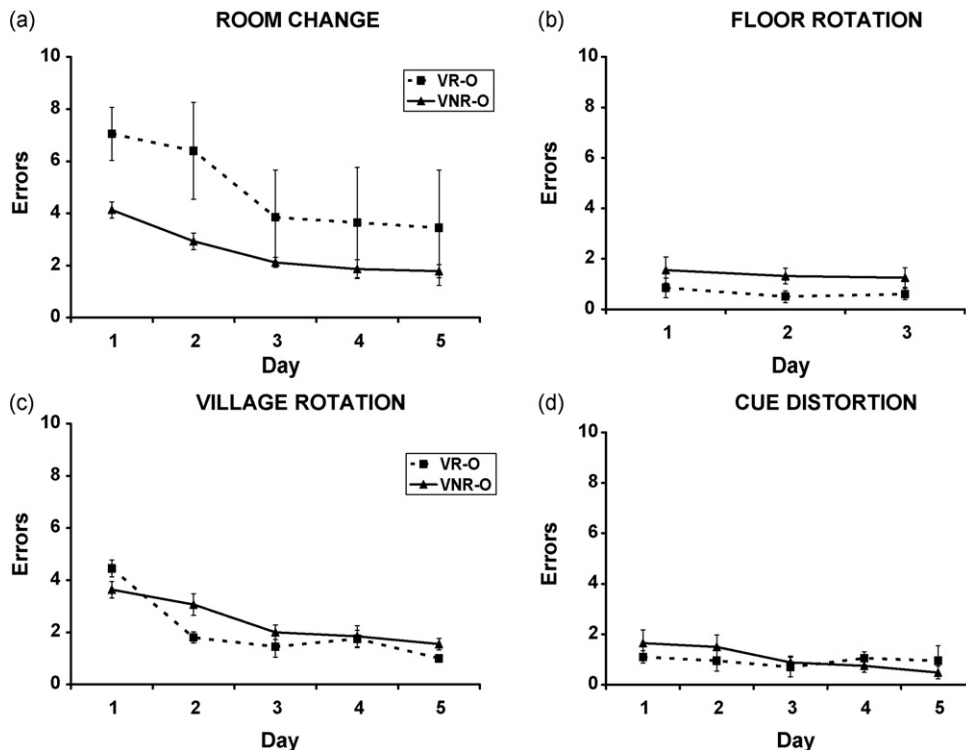 (a) ROOM CHANGE
10
8
6
4
2
0
Errors
1 2 3 4 5
Day
VR-O
VNR-O
(b) FLOOR ROTATION
10
8
6
4
2
0
Errors
1 2 3
Day
(c) VILLAGE ROTATION
10
8
6
4
2
0
Errors
1 2 3 4 5
Day
VR-O
VNR-O
(d) CUE DISTORTION
10
8
6
4
2
0
Errors
1 2 3 4 5
Day